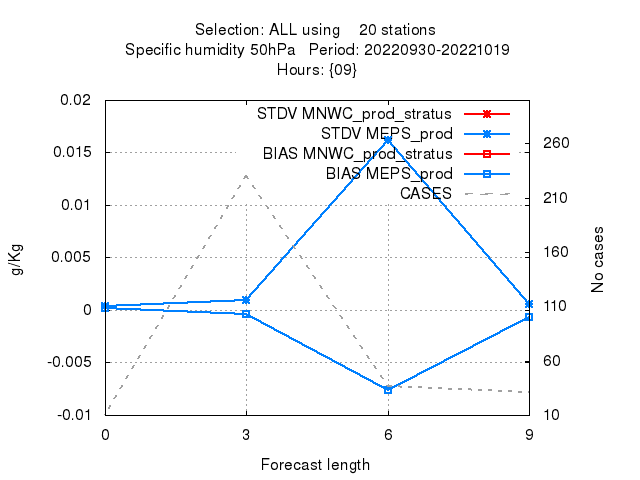 Selection: ALL using    20 stations
Specific humidity 50hPa   Period: 20220930-20221019
Hours: {09}
STDV MNWC_prod_stratus
STDV MEPS_prod
BIAS MNWC_prod_stratus
BIAS MEPS_prod
CASES
0.02
0.015
0.01
0.005
0
-0.005
-0.01
g/Kg
260
210
160
110
60
10
No cases
0 3 6 9
Forecast length